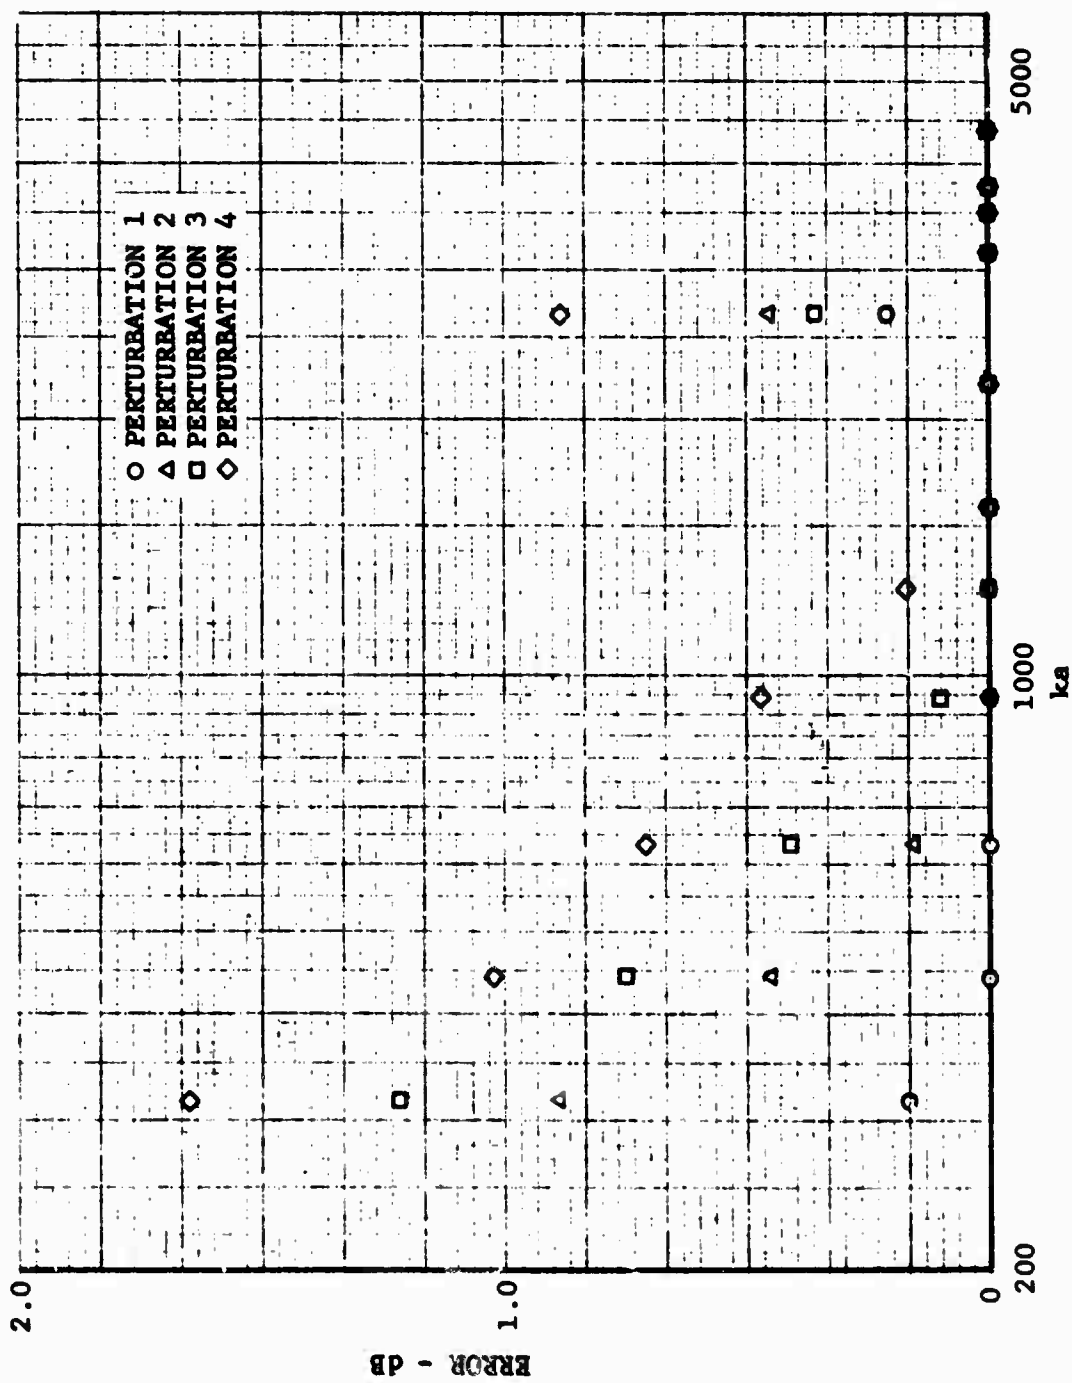 2.0
1.0
0
ERROR - dB
PERTURBATION 1
PERTURBATION 2
PERTURBATION 3
PERTURBATION 4
200
1000
5000
ka